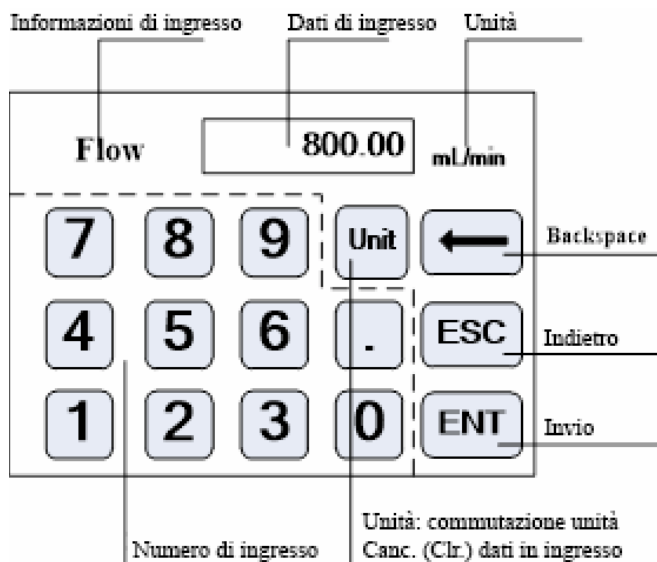 Informazioni di ingresso Dati di ingresso Unità
Flow 800.00 mL/min
7 8 9 Unit Backspace
4 5 6 . ESC Indietro
1 2 3 0 ENT Invio
Unità: commutazione unità
Numero di ingresso Canc. (Clr.) dati in ingresso